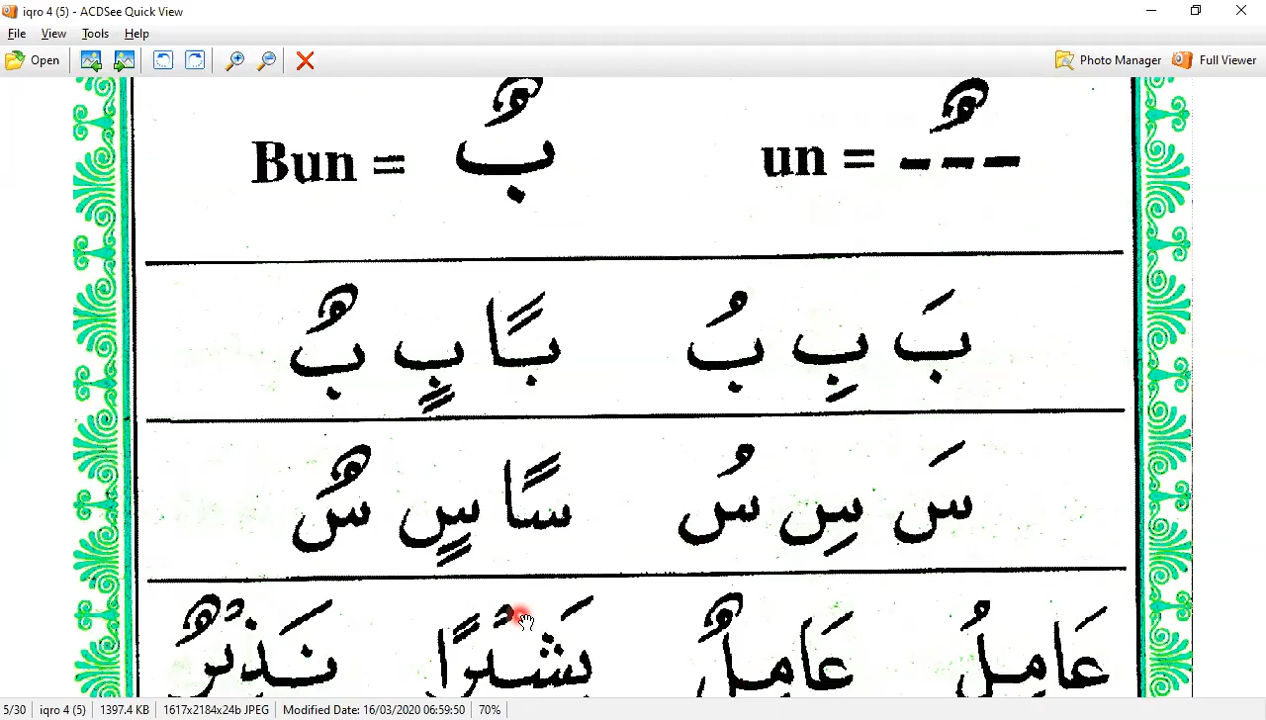 iqro 4 (5) - ACDSee Quick View
File View Tools Help
Open Photo Manager Full Viewer
ـٌ = un بٌ = Bun
بَ بِ بُ بًا بٍ بٌ
سَ سِ سُ سًا سٍ سٌ
عَامِلُ عَامِلٌ بَشِيْرًا نَذِيْرٌ
5/30 iqro 4 (5) 1397.4 KB 1617x2184x24b JPEG Modified Date: 16/03/2020 06:59:50 70%